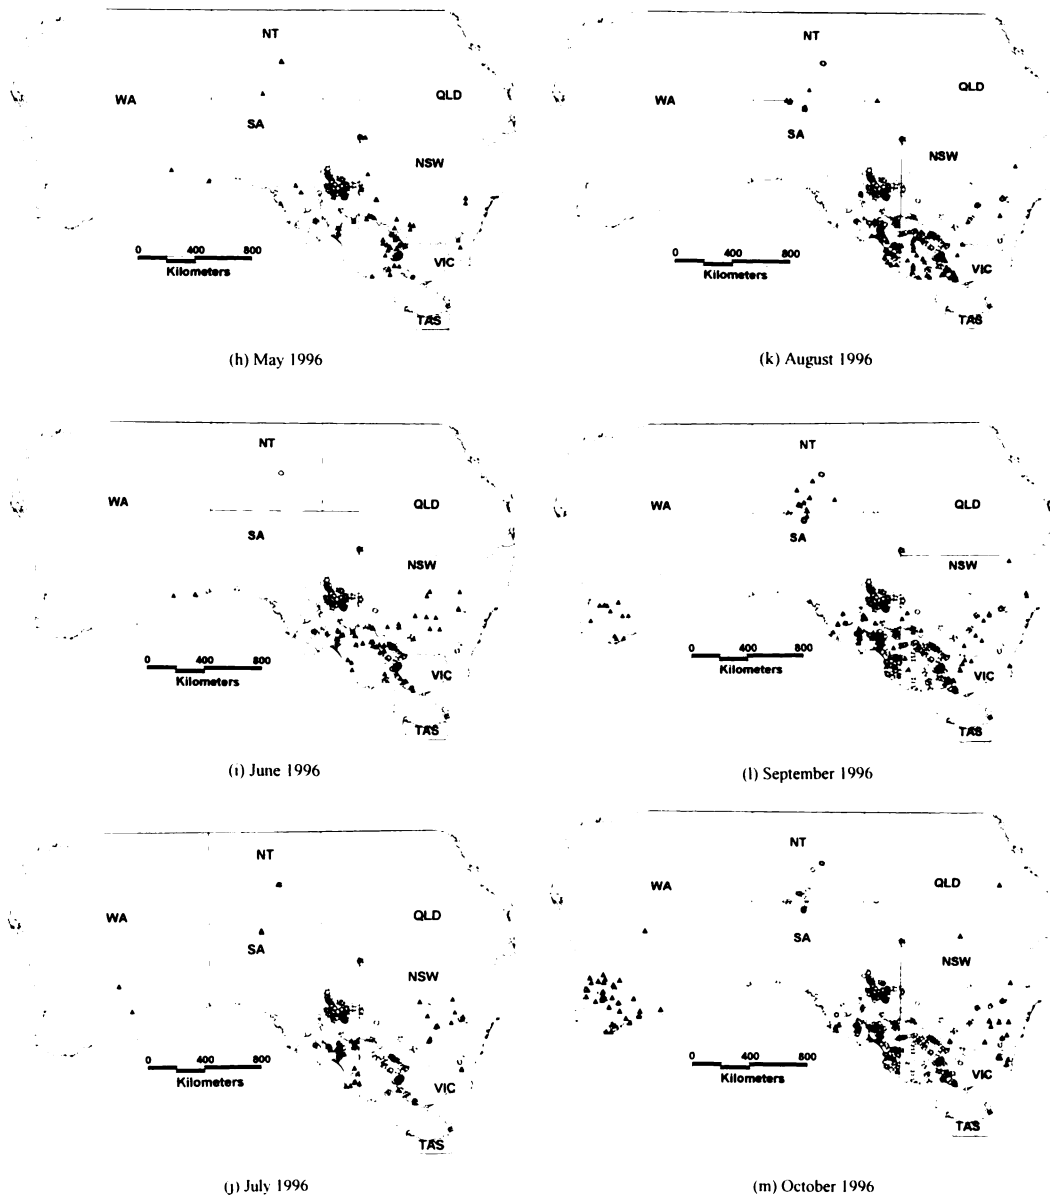 NT
WA
QLD
SA
NSW
0 400 800
Kilometers
VIC
TAS
(h) May 1996
NT
WA
QLD
SA
NSW
0 400 800
Kilometers
VIC
TAS
(k) August 1996
NT
WA
QLD
SA
NSW
0 400 800
Kilometers
VIC
TAS
(i) June 1996
NT
WA
QLD
SA
NSW
0 400 800
Kilometers
VIC
TAS
(l) September 1996
NT
WA
QLD
SA
NSW
0 400 800
Kilometers
VIC
TAS
(j) July 1996
NT
WA
QLD
SA
NSW
0 400 800
Kilometers
VIC
TAS
(m) October 1996